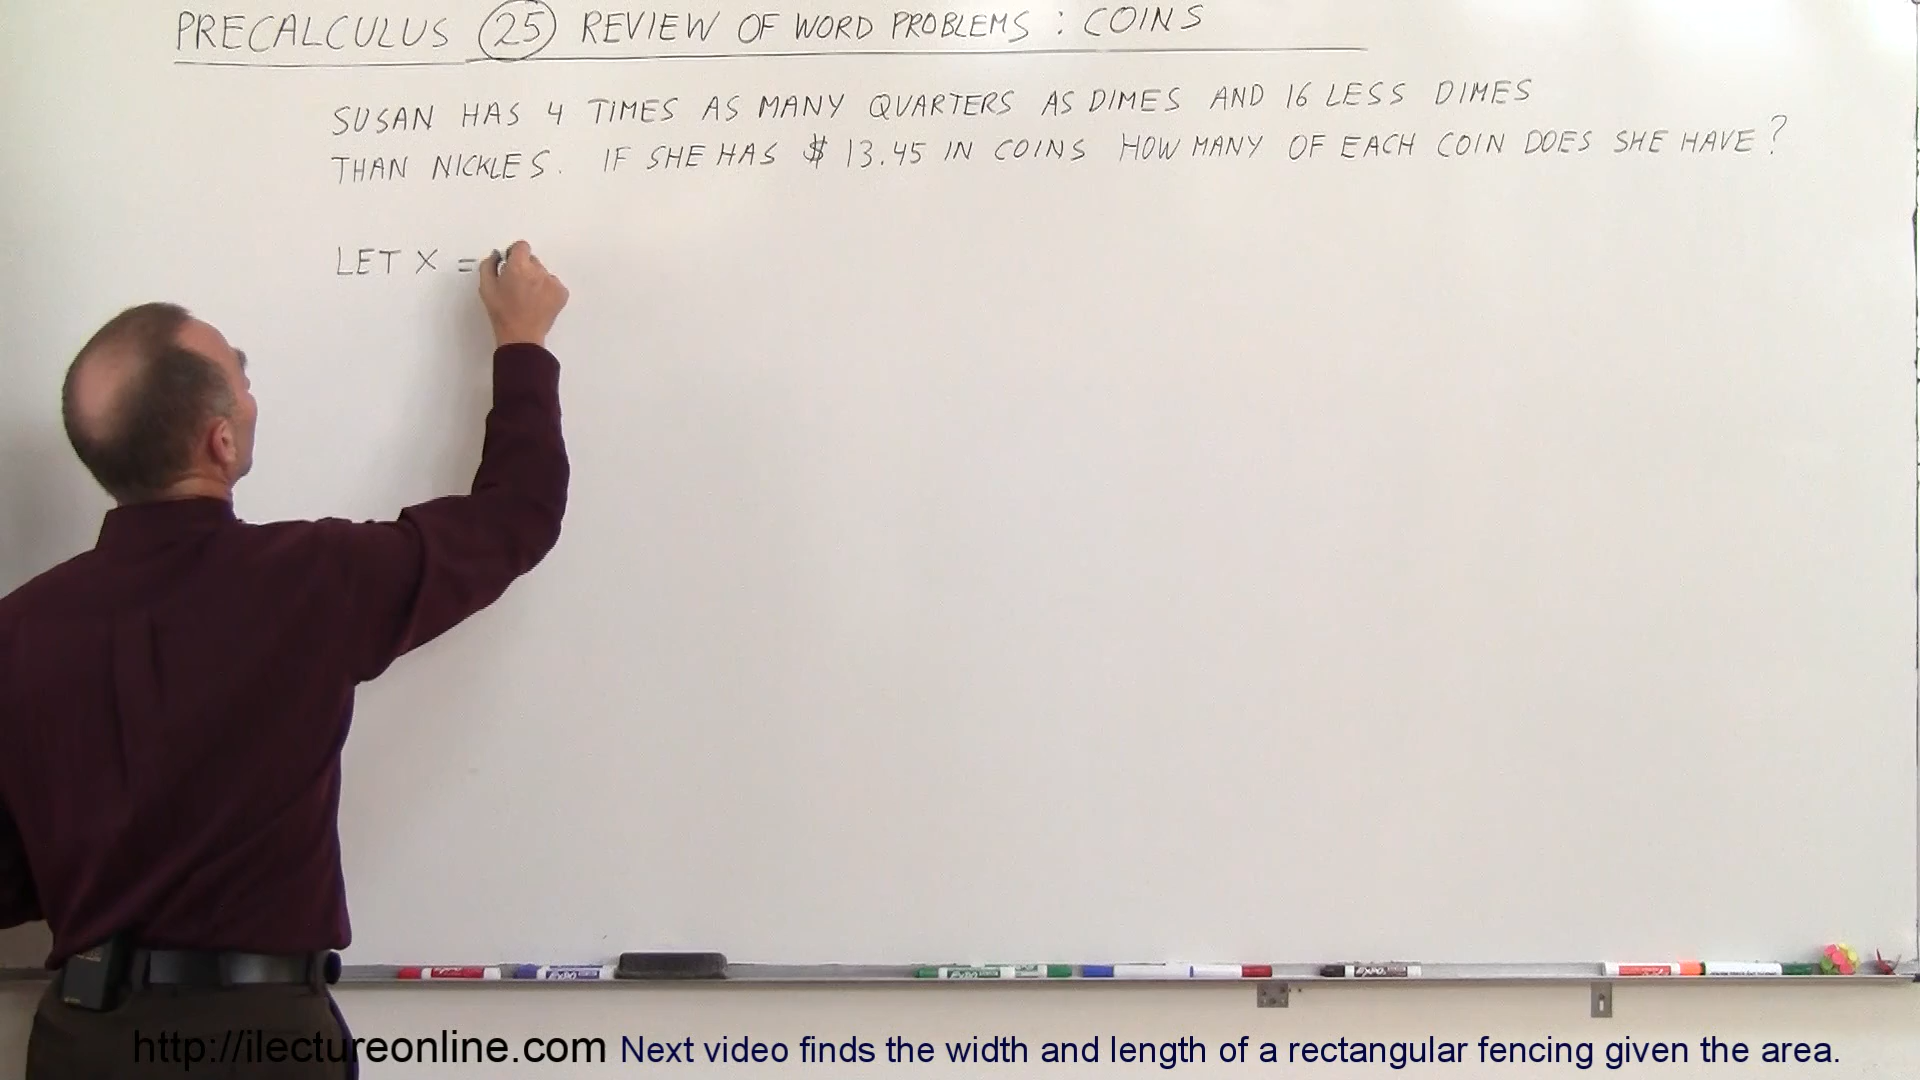 PRECALCULUS 25 REVIEW OF WORD PROBLEMS : COINS
SUSAN HAS 4 TIMES AS MANY QUARTERS AS DIMES AND 16 LESS DIMES
THAN NICKLES. IF SHE HAS $ 13.45 IN COINS HOW MANY OF EACH COIN DOES SHE HAVE?
LET X =
http://ilectureonline.com Next video finds the width and length of a rectangular fencing given the area.